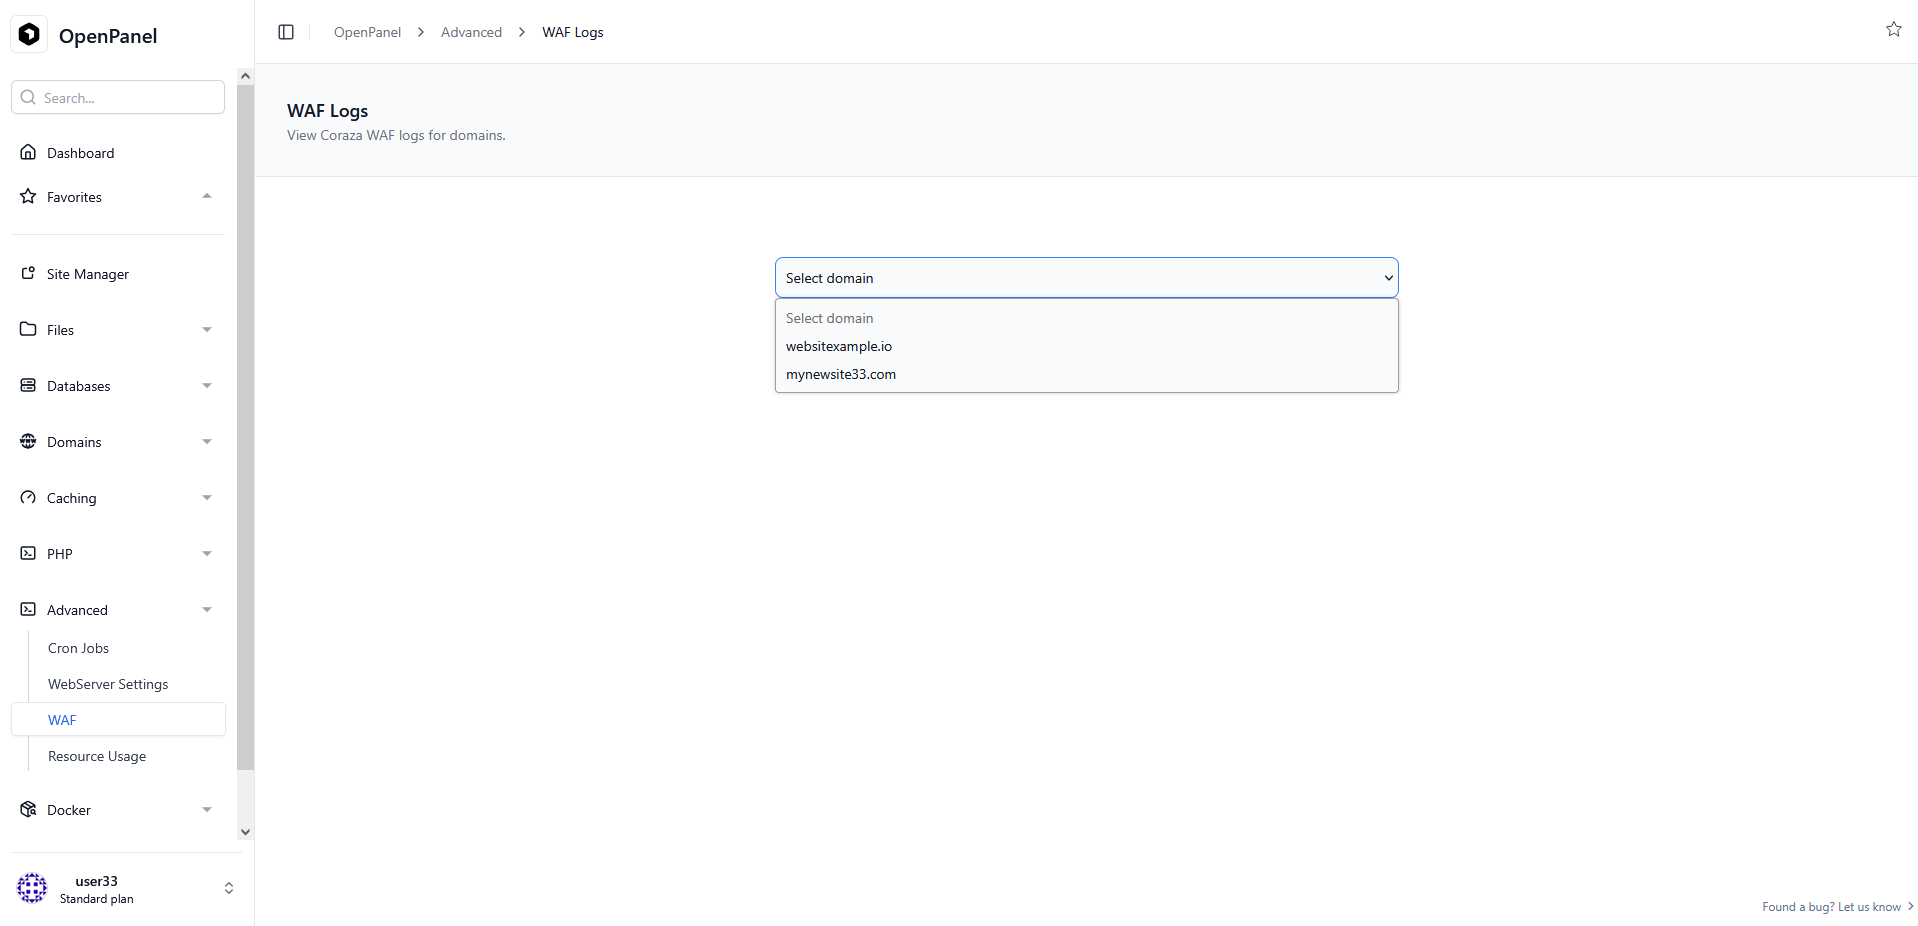 OpenPanel
Search...
Dashboard
Favorites
Site Manager
Files
Databases
Domains
Caching
PHP
Advanced
Cron Jobs
WebServer Settings
WAF
Resource Usage
Docker
user33
Standard plan
OpenPanel
Advanced
WAF Logs
WAF Logs
View Coraza WAF logs for domains.
Select domain
Select domain
websitexample.io
mynewsite33.com
Found a bug? Let us know